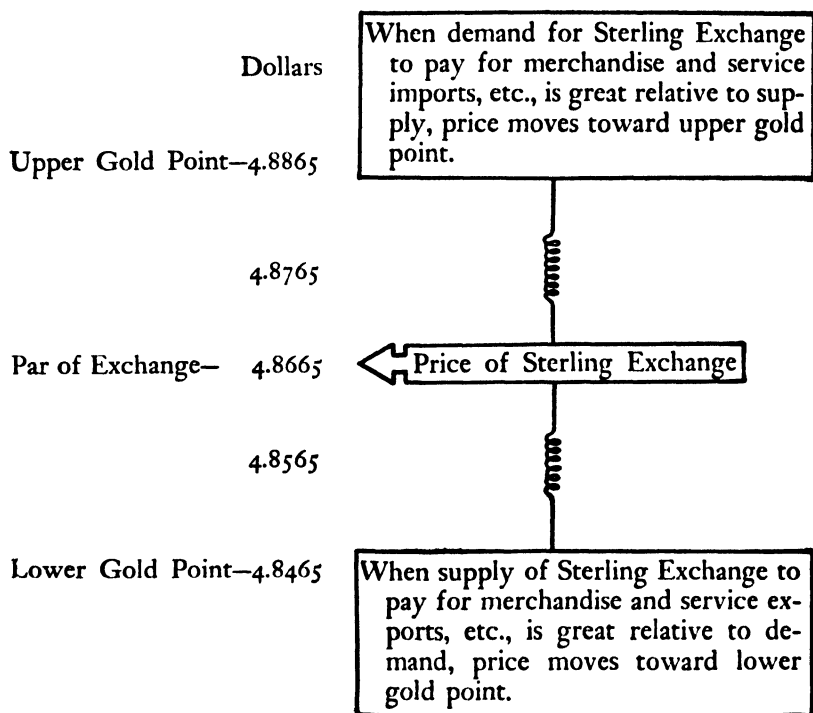 When demand for Sterling Exchange
Dollars
to pay for merchandise and service
imports, etc., is great relative to sup-
ply, price moves toward upper gold
point.
Upper Gold Point—4.8865
4.8765
Par of Exchange— 4.8665
Price of Sterling Exchange
4.8565
Lower Gold Point—4.8465
When supply of Sterling Exchange to
pay for merchandise and service ex-
ports, etc., is great relative to de-
mand, price moves toward lower
gold point.